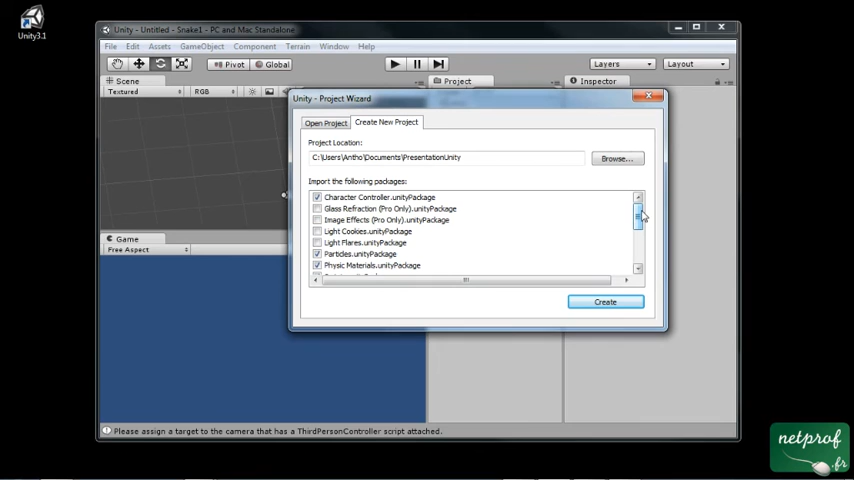 Unity3.1
Unity - Untitled - Snake1 - PC and Mac Standalone
File Edit Assets GameObject Component Terrain Window Help
Pivot Global Layers Layout
Scene Project Inspector
Textured RGB
Unity - Project Wizard
Open Project Create New Project
Project Location:
C:\Users\Antho\Documents\PresentationUnity Browse...
Import the following packages:
Character Controller.unityPackage
Glass Refraction (Pro Only).unityPackage
Image Effects (Pro Only).unityPackage
Light Cookies.unityPackage
Light Flares.unityPackage
Particles.unityPackage
Physic Materials.unityPackage
Create
Game
Free Aspect
Please assign a target to the camera that has a ThirdPersonController script attached.
netprof
.fr